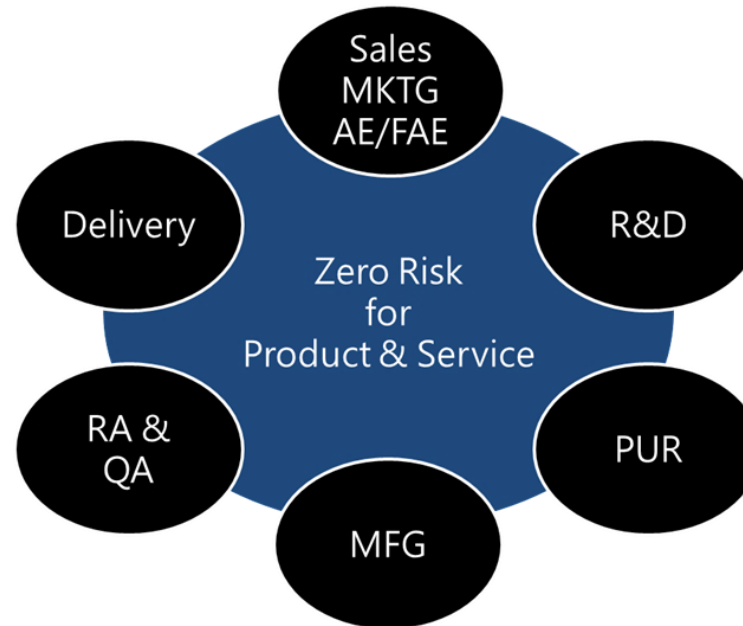 Sales
MKTG
AE/FAE
Delivery
R&D
Zero Risk
for
Product & Service
RA &
QA
PUR
MFG